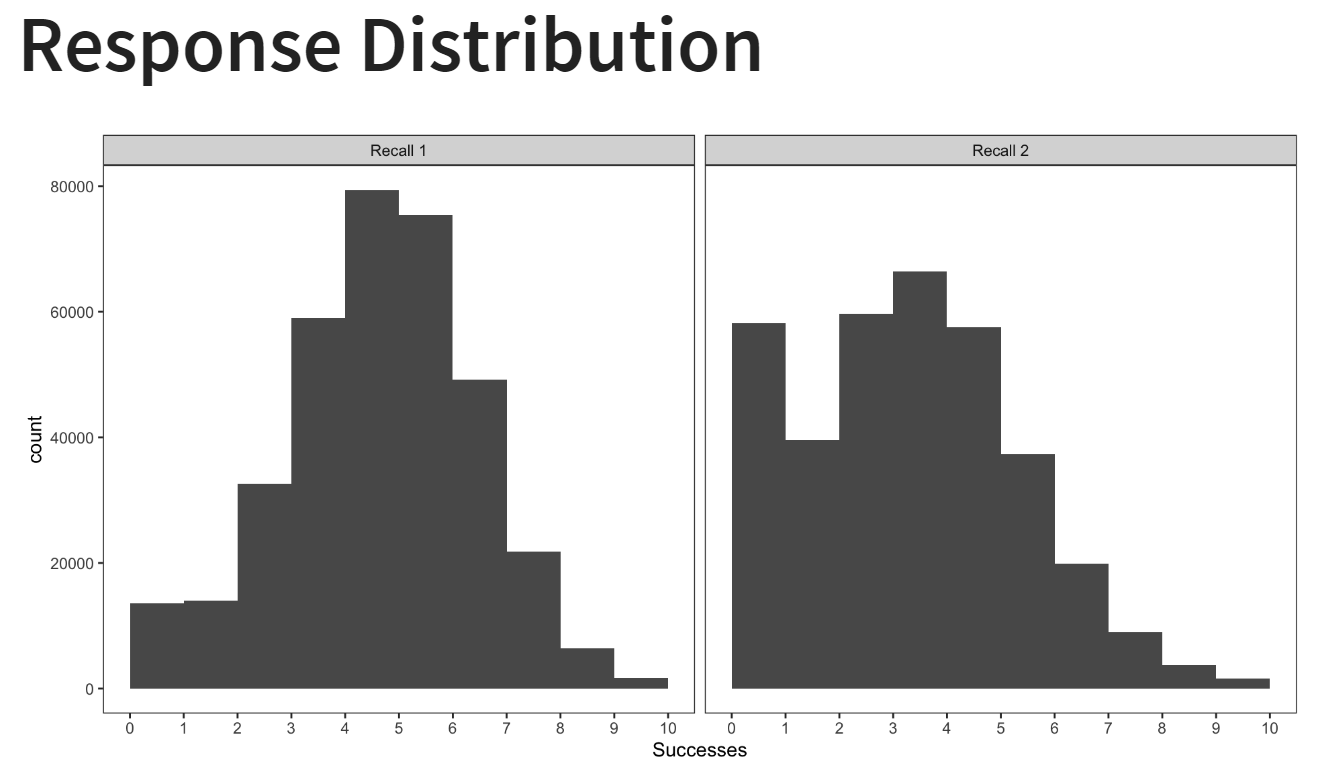 Response Distribution
Recall 1
Recall 2
80000
60000
40000
20000
0
count
0 1 2 3 4 5 6 7 8 9 10
0 1 2 3 4 5 6 7 8 9 10
Successes